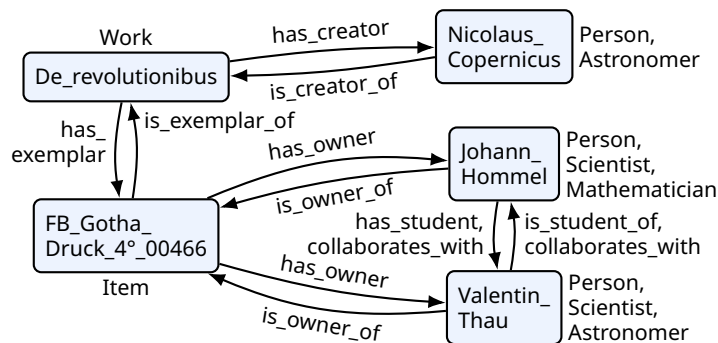 Work
De_revolutionibus
has_creator
is_creator_of
Nicolaus_
Copernicus
Person,
Astronomer
has_
exemplar
is_exemplar_of
has_owner
is_owner_of
Johann_
Hommel
Person,
Scientist,
Mathematician
FB_Gotha_
Druck_4°_00466
Item
has_student,
collaborates_with
is_student_of,
collaborates_with
has_owner
is_owner_of
Valentin_
Thau
Person,
Scientist,
Astronomer